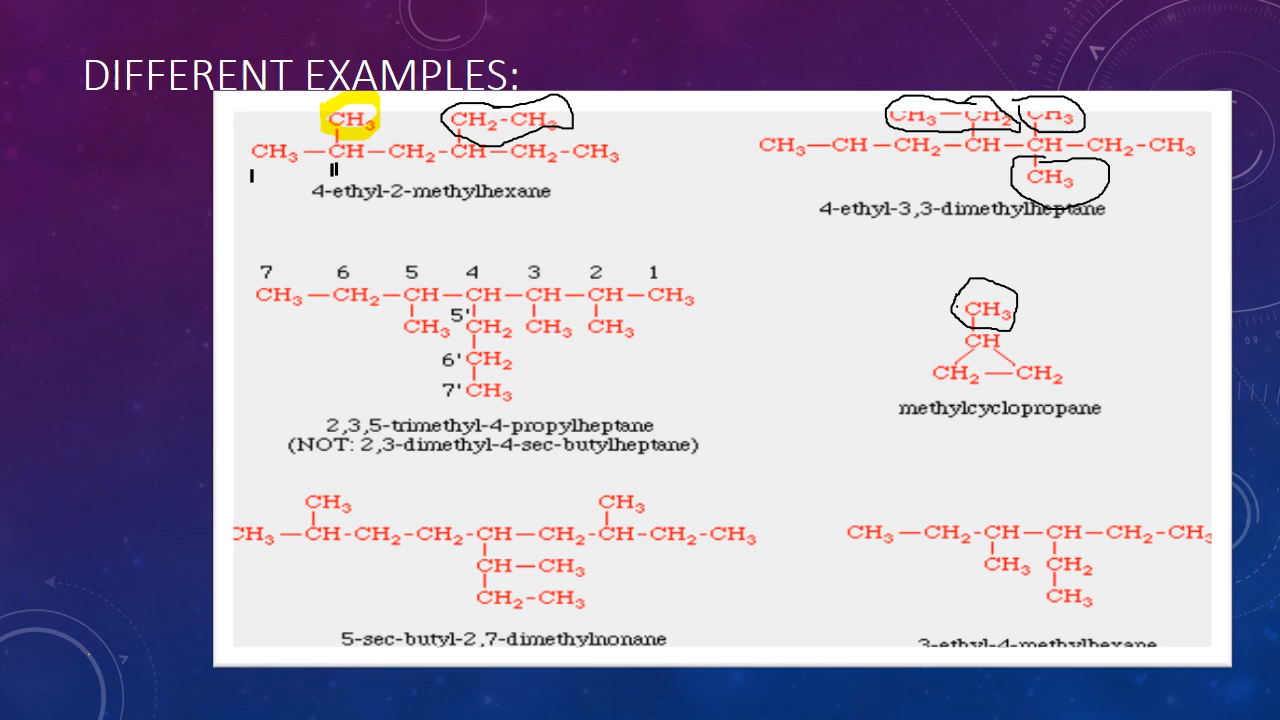 DIFFERENT EXAMPLES:
CH₃ CH₂-CH₃
CH₃—CH—CH₂-CH—CH₂-CH₃
I II
4-ethyl-2-methylhexane
CH₃—CH₂ CH₃
CH₃—CH—CH₂—CH—CH—CH₂-CH₃
CH₃
4-ethyl-3,3-dimethylheptane
7 6 5 4 3 2 1
CH₃—CH₂—CH—CH—CH—CH—CH₃
CH₃ 5' CH₂ CH₃ CH₃
6' CH₂
7' CH₃
2,3,5-trimethyl-4-propylheptane
(NOT: 2,3-dimethyl-4-sec-butylheptane)
CH₃
CH
CH₂—CH₂
methylcyclopropane
CH₃ CH₃
CH₃—CH-CH₂-CH₂-CH—CH₂-CH-CH₂-CH₃
CH—CH₃
CH₂-CH₃
5-sec-butyl-2,7-dimethylnonane
CH₃—CH₂-CH—CH—CH₂-CH₃
CH₃ CH₂
CH₃
3-ethyl-4-methylhexane